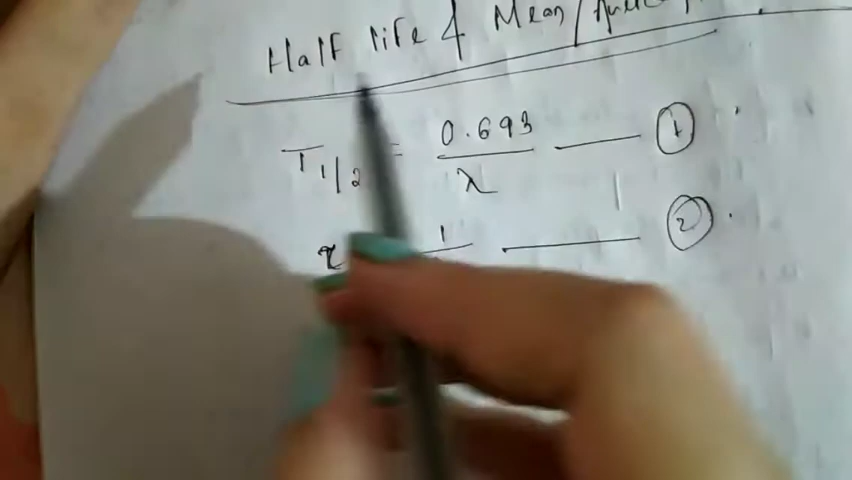 Half life & Mean/
T1/2 = 0.693/λ —— ①
τ 1 —— ②